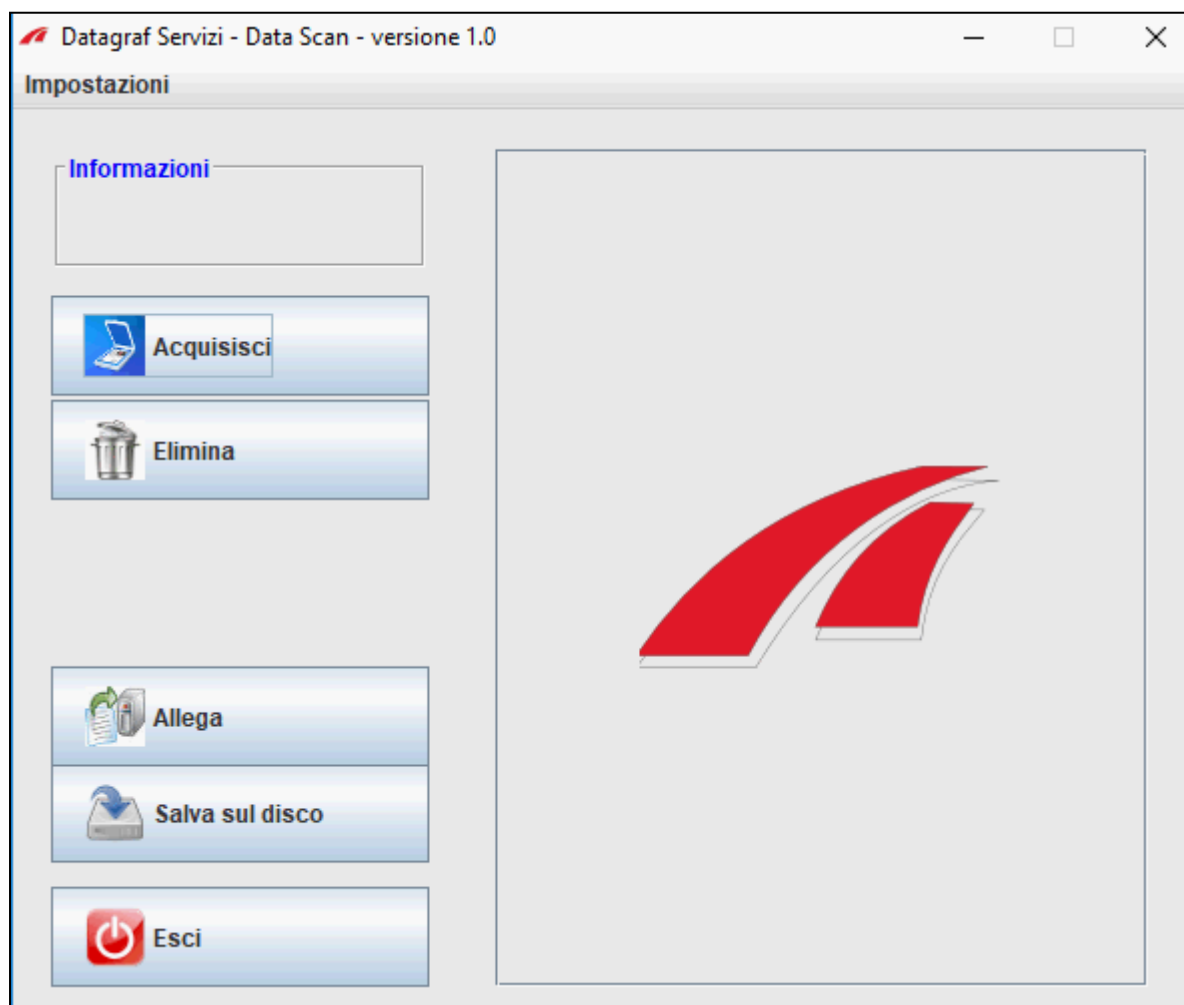 Datagraf Servizi - Data Scan - versione 1.0
Impostazioni
Informazioni
Acquisisci
Elimina
Allega
Salva sul disco
Esci